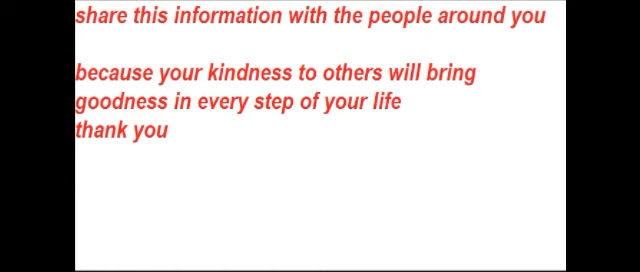 share this information with the people around you
because your kindness to others will bring
goodness in every step of your life
thank you